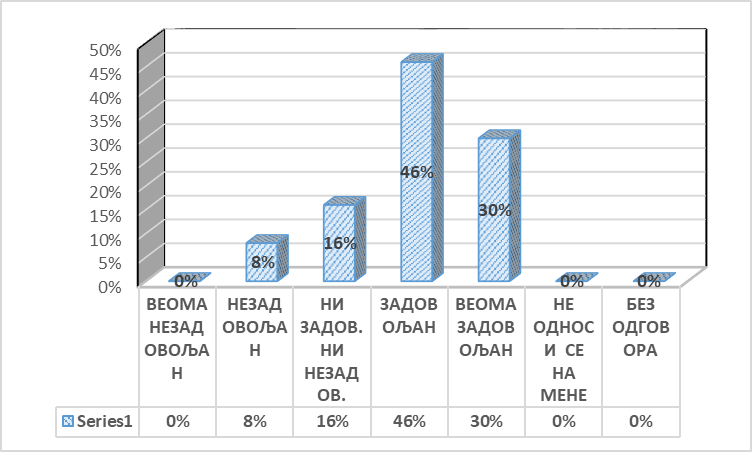 50%
45%
40%
35%
30%
25%
20%
15%
10%
5%
0%
0%
8%
16%
46%
30%
0%
0%
ВЕОМА
НЕЗАД
ОВОЉА
Н
НЕЗАД
ОВОЉА
Н
НИ
ЗАДОВ.
НИ
НЕЗАД
ОВ.
ЗАДОВ
ОЉАН
ВЕОМА
ЗАДОВ
ОЉАН
НЕ
ОДНОС
И СЕ
НА
МЕНЕ
БЕЗ
ОДГОВ
ОРА
Series1 0% 8% 16% 46% 30% 0% 0%